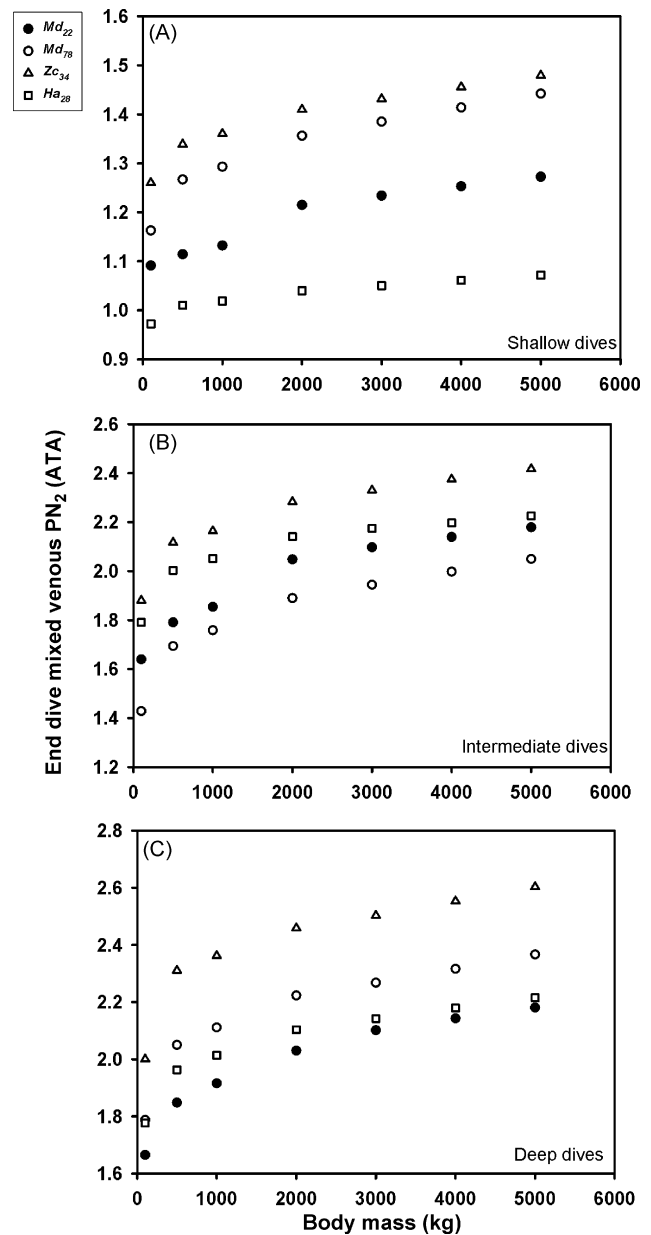 Md22
Md78
Zc34
Ha28
(A)
1.6
1.5
1.4
1.3
1.2
1.1
1.0
0.9
Shallow dives
0 1000 2000 3000 4000 5000 6000
End dive mixed venous PN2 (ATA)
(B)
2.6
2.4
2.2
2.0
1.8
1.6
1.4
1.2
Intermediate dives
0 1000 2000 3000 4000 5000 6000
(C)
2.8
2.6
2.4
2.2
2.0
1.8
1.6
Deep dives
0 1000 2000 3000 4000 5000 6000
Body mass (kg)